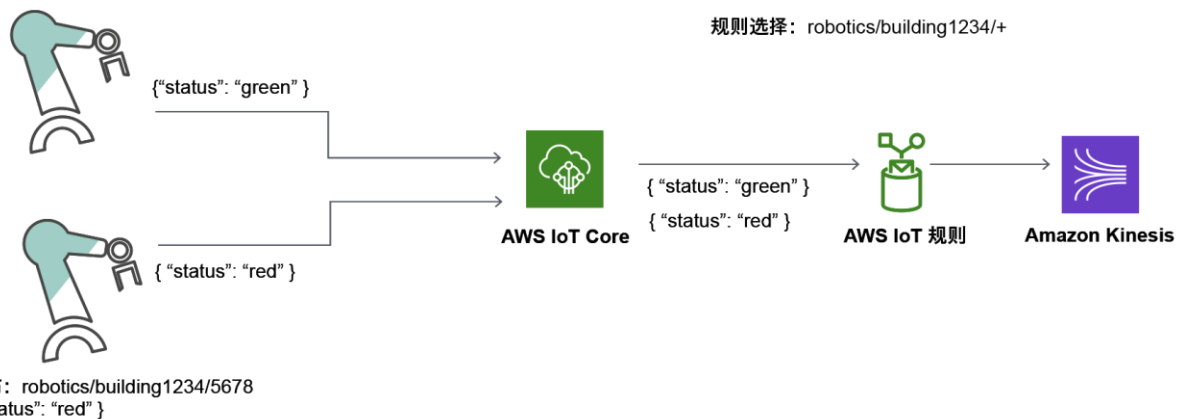 规则选择：robotics/building1234/+
{“status”: “green” }
{ “status”: “green” }
{ “status”: “red” }
AWS IoT Core
AWS IoT 规则
Amazon Kinesis
{ “status”: “red” }
：robotics/building1234/5678
atus”: “red” }